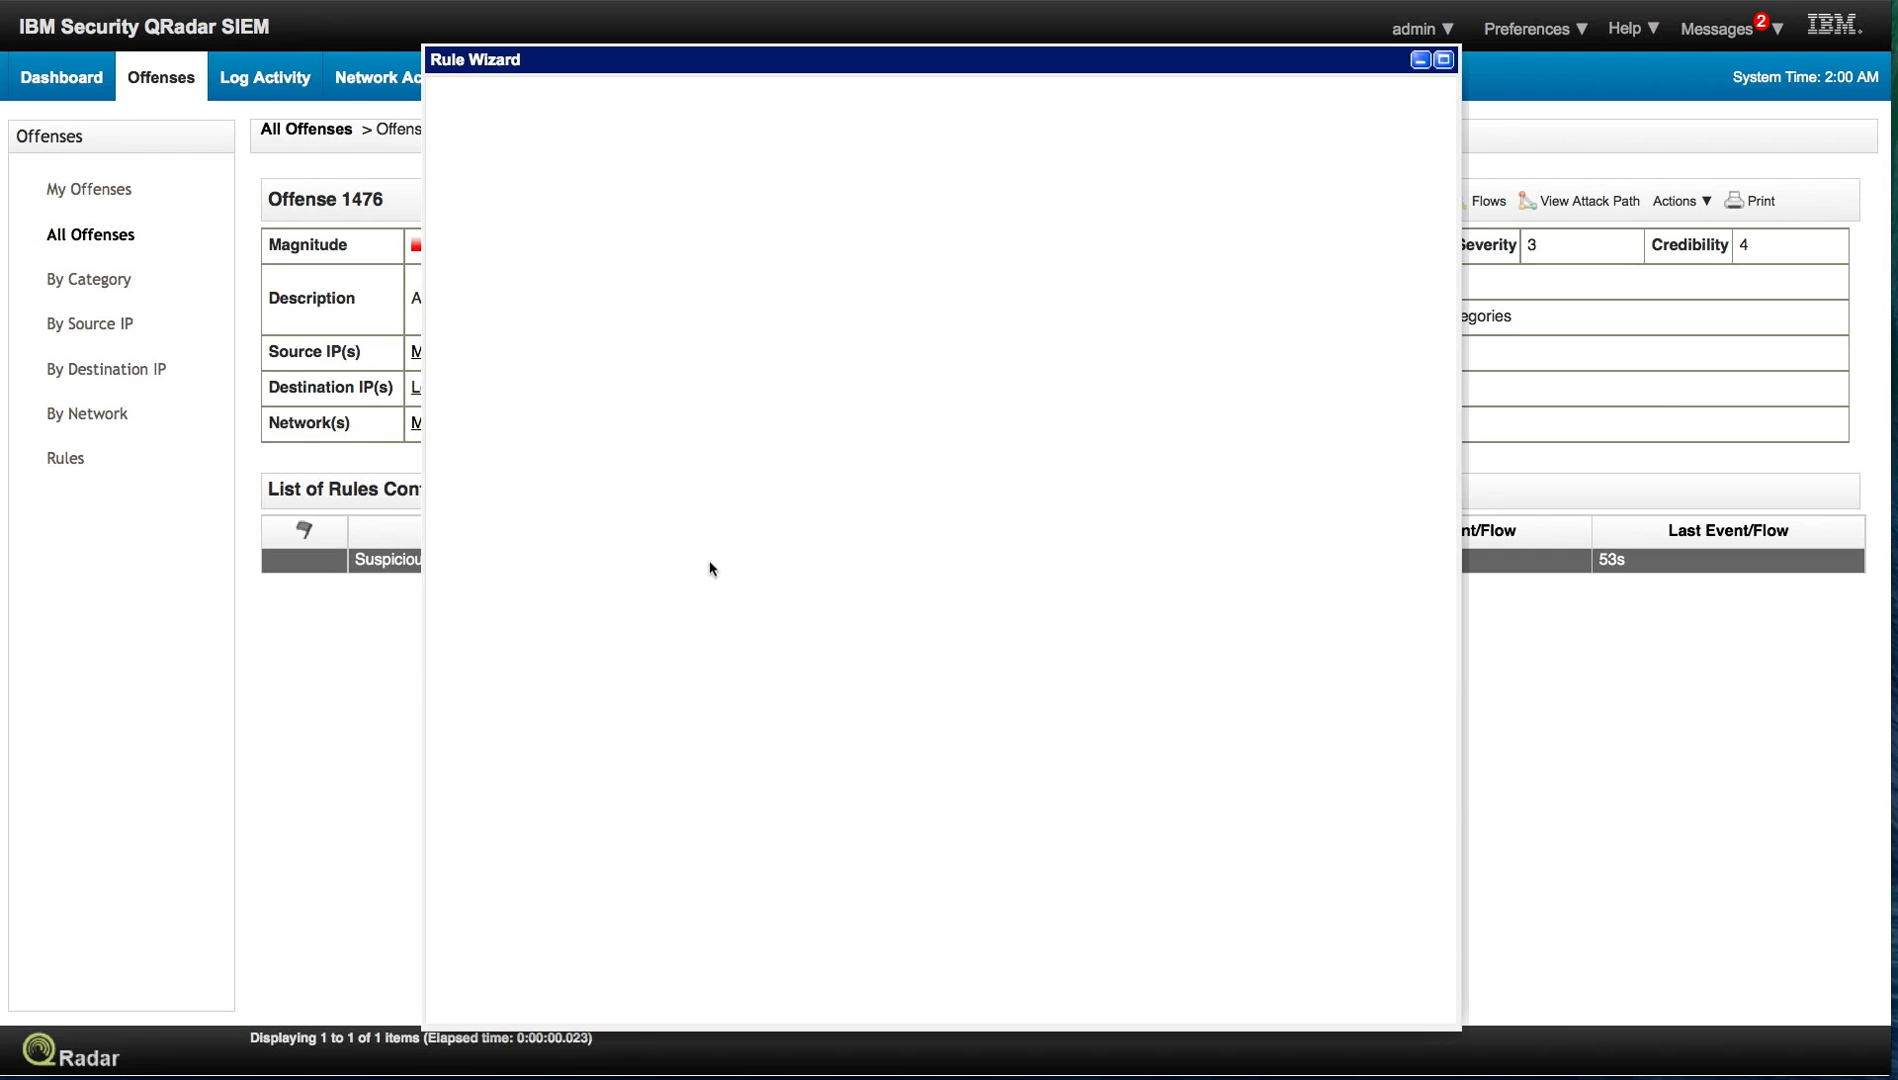 IBM Security QRadar SIEM
admin ▼ Preferences ▼ Help ▼ Messages 2 ▼ IBM.
Rule Wizard
Dashboard Offenses Log Activity Network Ac
System Time: 2:00 AM
Offenses
My Offenses
All Offenses
By Category
By Source IP
By Destination IP
By Network
Rules
All Offenses > Offens
Offense 1476
Flows View Attack Path Actions ▼ Print
Magnitude
Severity 3 Credibility 4
Description A
egories
Source IP(s) M
Destination IP(s) L
Network(s) M
List of Rules Con
nt/Flow Last Event/Flow
Suspiciou 53s
Displaying 1 to 1 of 1 items (Elapsed time: 0:00:00.023)
QRadar